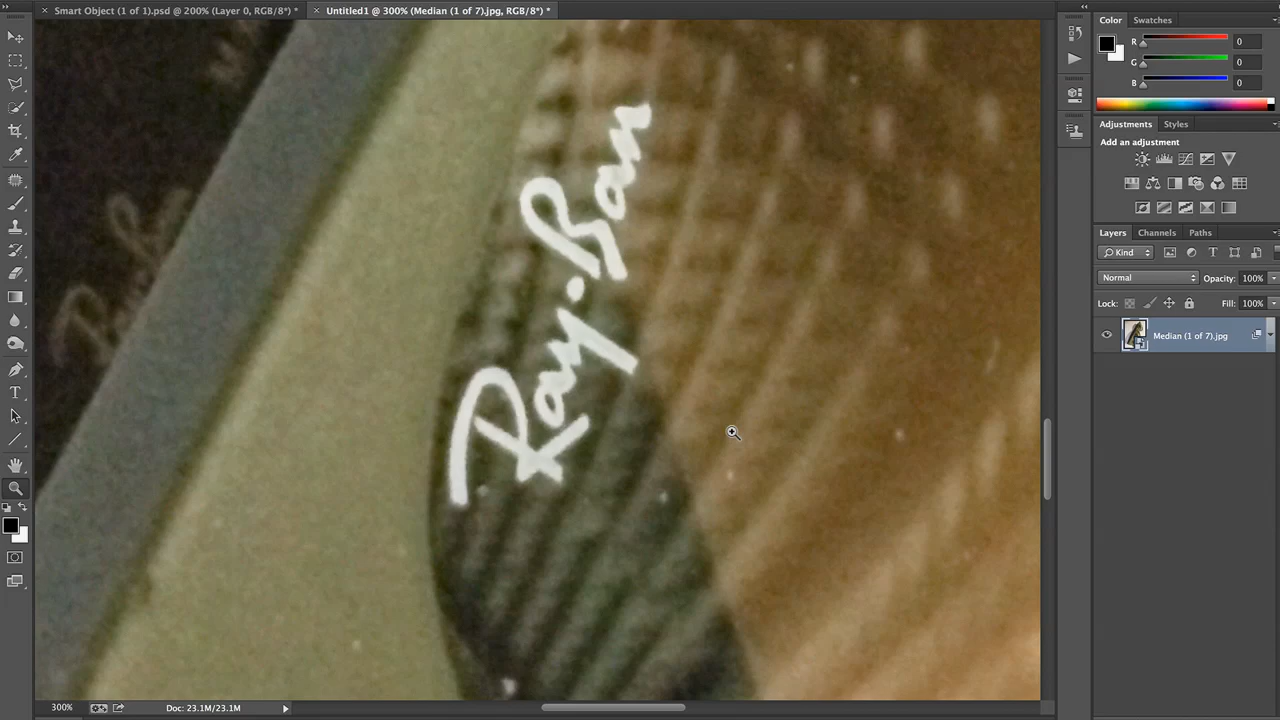 Smart Object (1 of 1).psd @ 200% (Layer 0, RGB/8*) *
Untitled1 @ 300% (Median (1 of 7).jpg, RGB/8*) *
Color
Swatches
R
0
G
0
B
0
Adjustments
Styles
Add an adjustment
Layers
Channels
Paths
Kind
Normal
Opacity:
100%
Lock:
Fill:
100%
Median (1 of 7).jpg
Ray-Ban
300%
Doc: 23.1M/23.1M